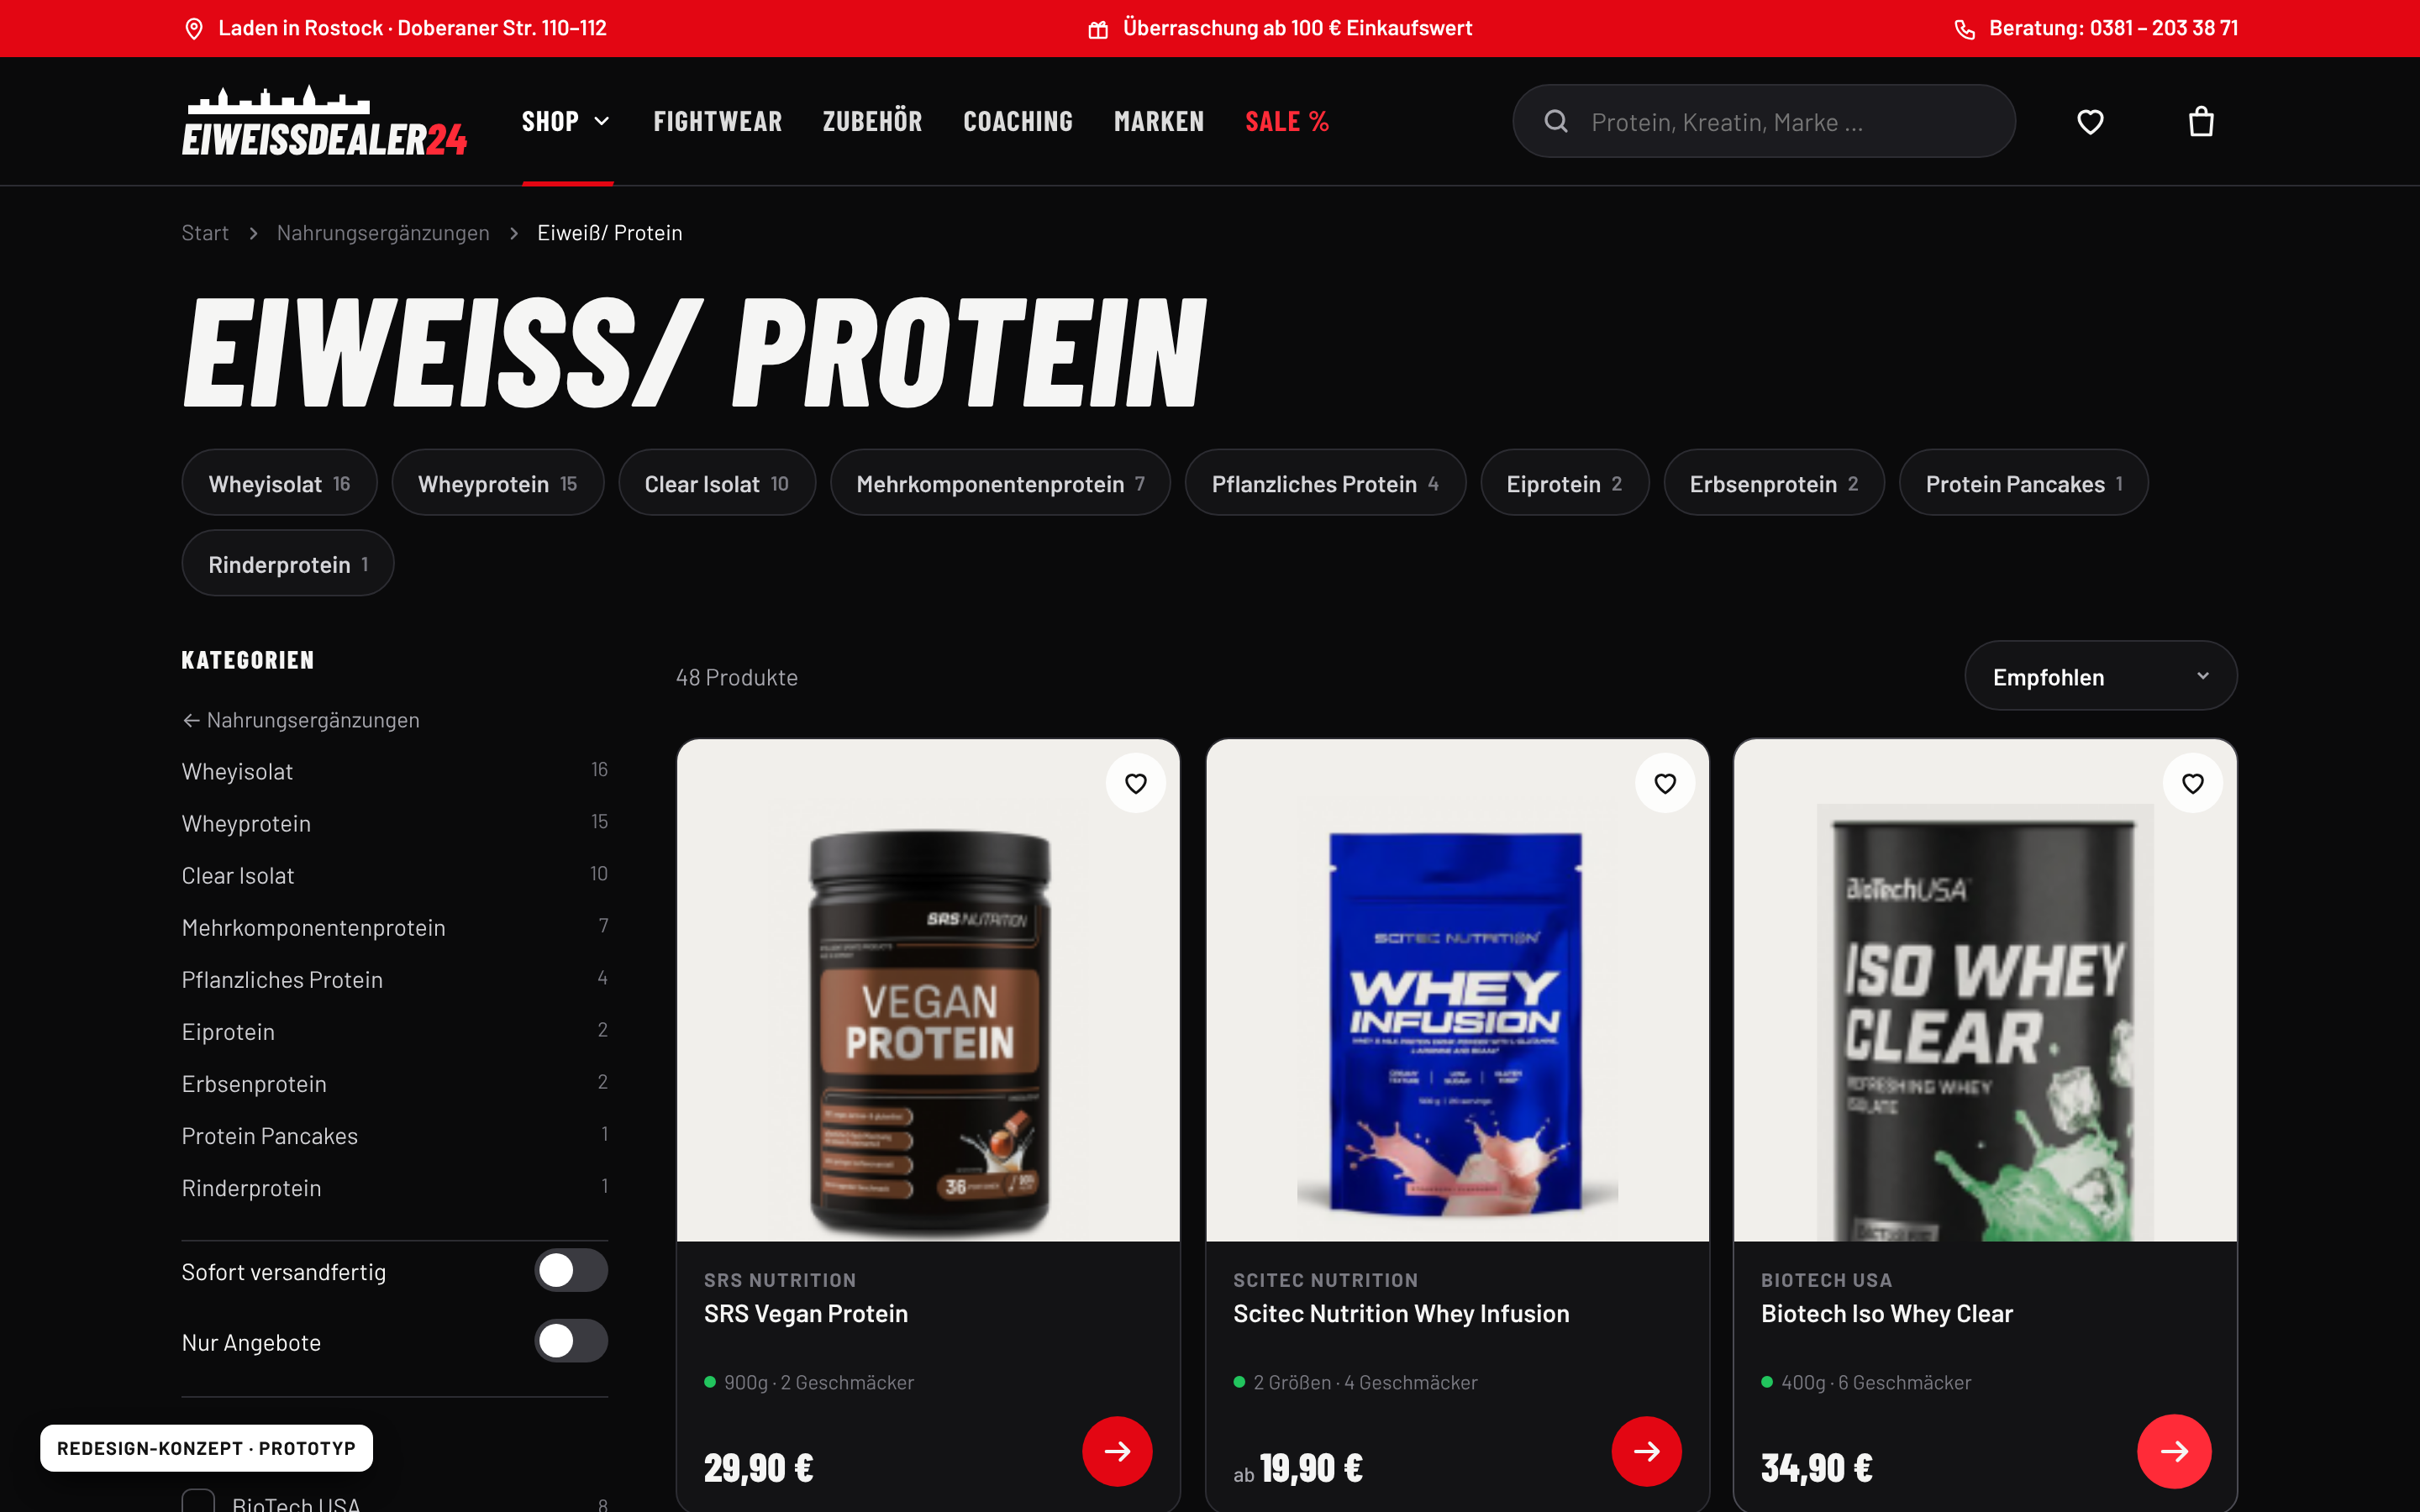 Laden in Rostock · Doberaner Str. 110–112
Überraschung ab 100 € Einkaufswert
Beratung: 0381 – 203 38 71
EIWEISSDEALER24
SHOP
FIGHTWEAR
ZUBEHÖR
COACHING
MARKEN
SALE %
Protein, Kreatin, Marke ...
Start
Nahrungsergänzungen
Eiweiß/ Protein
EIWEISS/ PROTEIN
Wheyisolat 16
Wheyprotein 15
Clear Isolat 10
Mehrkomponentenprotein 7
Pflanzliches Protein 4
Eiprotein 2
Erbsenprotein 2
Protein Pancakes 1
Rinderprotein 1
KATEGORIEN
← Nahrungsergänzungen
Wheyisolat 16
Wheyprotein 15
Clear Isolat 10
Mehrkomponentenprotein 7
Pflanzliches Protein 4
Eiprotein 2
Erbsenprotein 2
Protein Pancakes 1
Rinderprotein 1
Sofort versandfertig
Nur Angebote
REDESIGN-KONZEPT · PROTOTYP
BioTech USA 8
48 Produkte
Empfohlen
SRS NUTRITION
VEGAN
PROTEIN
36
SRS NUTRITION
SRS Vegan Protein
900g · 2 Geschmäcker
29,90 €
SCITEC NUTRITION
WHEY
INFUSION
SCITEC NUTRITION
Scitec Nutrition Whey Infusion
2 Größen · 4 Geschmäcker
ab 19,90 €
BioTechUSA
ISO WHEY
CLEAR
REFRESHING WHEY
ISOLATE
BIOTECH USA
Biotech Iso Whey Clear
400g · 6 Geschmäcker
34,90 €